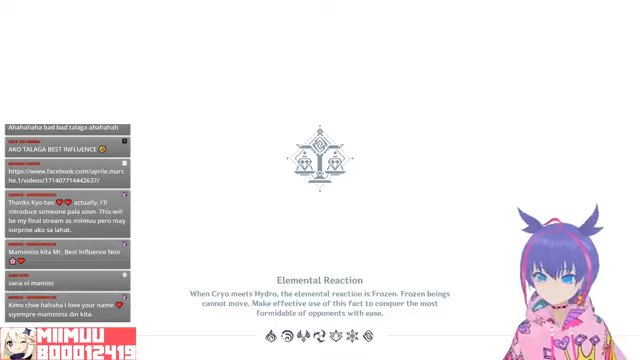 Ahahahaha bad bad talaga ahahahah
AKO TALAGA BEST INFLUENCE
https://www.facebook.com/aprile.marc
he.1/videos/171407714442637/
Thanks Kyo-tan ❤️ ❤️ actually, I'll
introduce someone pala soon. This will
be my final stream as miimuu pero may
surprise ako sa lahat.
Mamimiss kita Mr. Best Influence Noir
sana ol mamiss
Kimo chee hahaha I love your name ❤️
siyempre mamimiss din kita.
Elemental Reaction
When Cryo meets Hydro, the elemental reaction is Frozen. Frozen beings
cannot move. Make effective use of this fact to conquer the most
formidable of opponents with ease.
MIIMUU
800012419